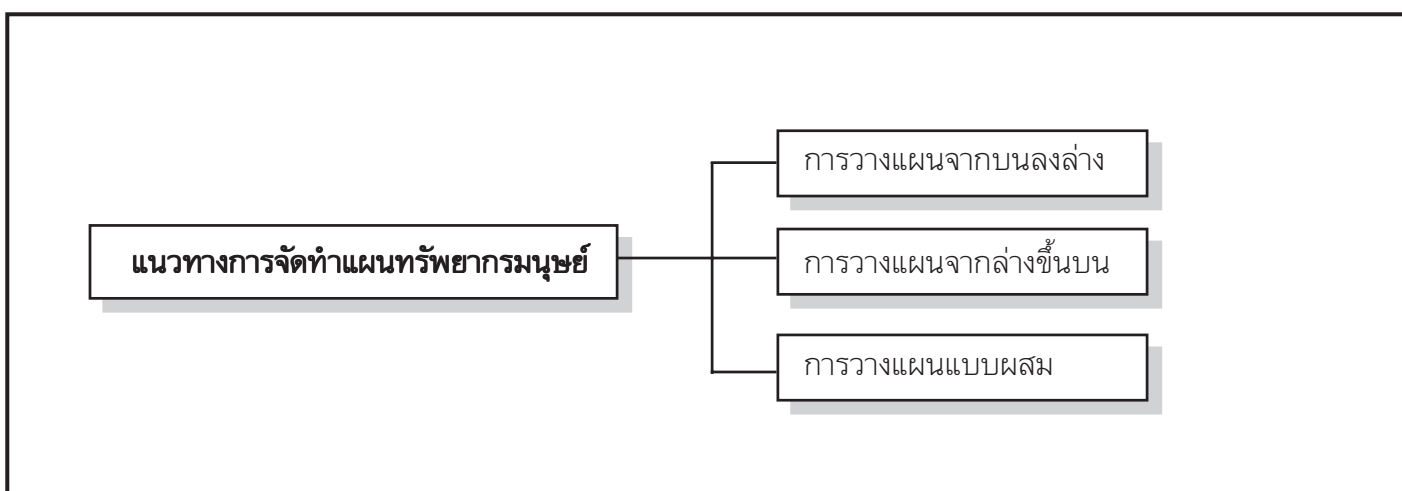 การวางแผนจากบนลงล่าง
แนวทางการจัดทำแผนทรัพยากรมนุษย์
การวางแผนจากล่างขึ้นบน
การวางแผนแบบผสม